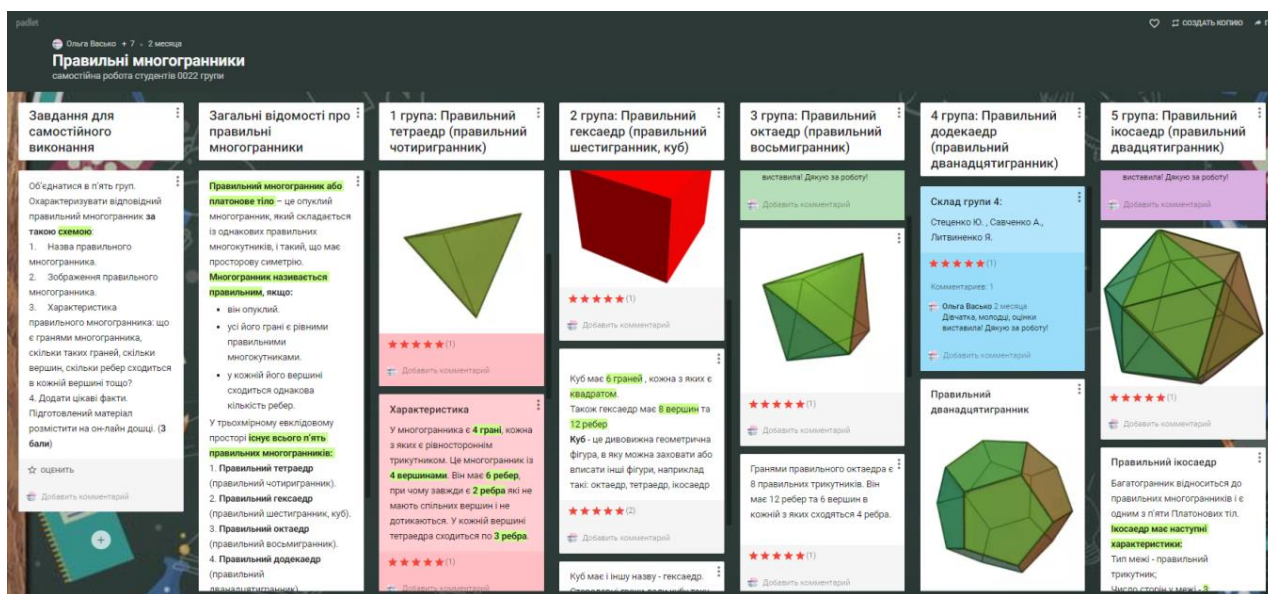 padlet
Ольга Васько + 7 • 2 месяца
СОЗДАТЬ КОПИЮ
Правильні многогранники
самостійна робота студентів 0022 групи
Завдання для
самостійного
виконання
Об'єднатися в п'ять груп.
Охарактеризувати відповідний
правильний многогранник за
такою схемою:
1. Назва правильного
многогранника.
2. Зображення правильного
многогранника.
3. Характеристика
правильного многогранника: що
є гранями многогранника,
скільки таких граней, скільки
вершин, скільки ребер сходиться
в кожній вершині тощо?
4. Додати цікаві факти.
Підготовлений матеріал
розмістити на он-лайн дошці. (3
бали)
ОЦЕНИТЬ
Добавить комментарий
Загальні відомості про
правильні
многогранники
Правильний многогранник або
платонове тіло – це опуклий
многогранник, який складається
із однакових правильних
многокутників, і такий, що має
просторову симетрію.
Многогранник називається
правильним, якщо:
• він опуклий.
• усі його грані є рівними
правильними
многокутниками.
• у кожній його вершині
сходиться однакова
кількість ребер.
У трьохмірному евклідовому
просторі існує всього п'ять
правильних многогранників:
1. Правильний тетраедр
(правильний чотиригранник).
2. Правильний гексаедр
(правильний шестигранник, куб).
3. Правильний октаедр
(правильний восьмигранник).
4. Правильний додекаедр
(правильний
дванадцятигранник).
1 група: Правильний
тетраедр (правильний
чотиригранник)
(1)
Добавить комментарий
Характеристика
У многогранника є 4 грані, кожна
з яких є рівностороннім
трикутником. Це многогранник із
4 вершинами. Він має 6 ребер,
при чому завжди є 2 ребра які не
мають спільних вершин і не
дотикаються. У кожній вершині
тетраедра сходиться по 3 ребра.
(1)
Добавить комментарий
2 група: Правильний
гексаедр (правильний
шестигранник, куб)
(1)
Добавить комментарий
Куб має 6 граней , кожна з яких є
квадратом.
Також гексаедр має 8 вершин та
12 ребер
Куб - це дивовижна геометрична
фігура, в яку можна заховати або
вписати інші фігури, наприклад
такі: октаедр, тетраедр, ікосаедр
(2)
Добавить комментарий
Куб має і іншу назву - гексаедр.
3 група: Правильний
октаедр (правильний
восьмигранник)
виставила! Дякую за роботу!
Добавить комментарий
(1)
Добавить комментарий
Гранями правильного октаедра є
8 правильних трикутників. Він
має 12 ребер та 6 вершин в
кожній з яких сходяться 4 ребра.
(1)
Добавить комментарий
4 група: Правильний
додекаедр
(правильний
дванадцятигранник)
Склад групи 4:
Стеценко Ю. , Савченко А.,
Литвиненко Я.
(1)
Комментариев: 1
Ольга Васько 2 месяца
Дівчатка, молодці, оцінки
виставила! Дякую за роботу!
Добавить комментарий
Правильний
дванадцятигранник
5 група: Правильний
ікосаедр (правильний
двадцятигранник)
виставила! Дякую за роботу!
Добавить комментарий
(1)
Добавить комментарий
Правильний ікосаедр
Багатогранник відноситься до
правильних многогранників і є
одним з п'яти Платонових тіл.
Ікосаедр має наступні
характеристики:
Тип межі - правильний
трикутник;
Число сторін у межі - 3